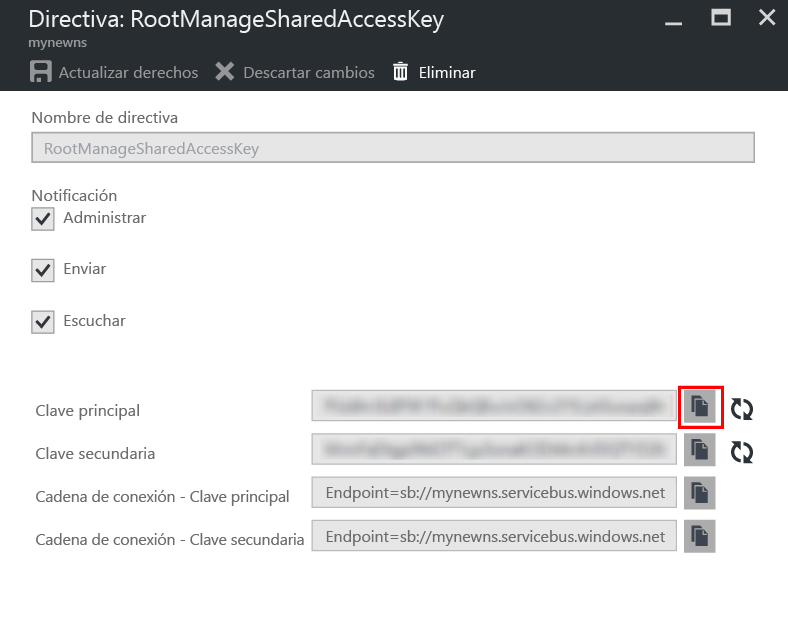 Directiva: RootManageSharedAccessKey
mynewns
Actualizar derechos Descartar cambios Eliminar
Nombre de directiva
RootManageSharedAccessKey
Notificación
Administrar
Enviar
Escuchar
Clave principal
Clave secundaria
Cadena de conexión - Clave principal Endpoint=sb://mynewns.servicebus.windows.net
Cadena de conexión - Clave secundaria Endpoint=sb://mynewns.servicebus.windows.net